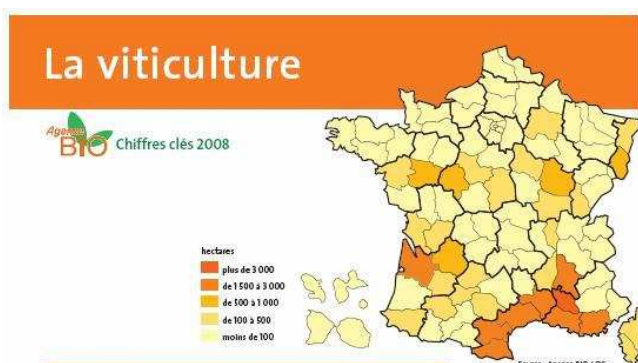 La viticulture
Agence
BIO Chiffres clés 2008
hectares
plus de 3 000
de 1 500 à 3 000
de 500 à 1 000
de 100 à 500
moins de 100